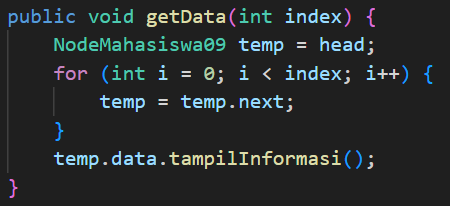 public void getData(int index) {
    NodeMahasiswa09 temp = head;
    for (int i = 0; i < index; i++) {
        temp = temp.next;
    }
    temp.data.tampilInformasi();
}